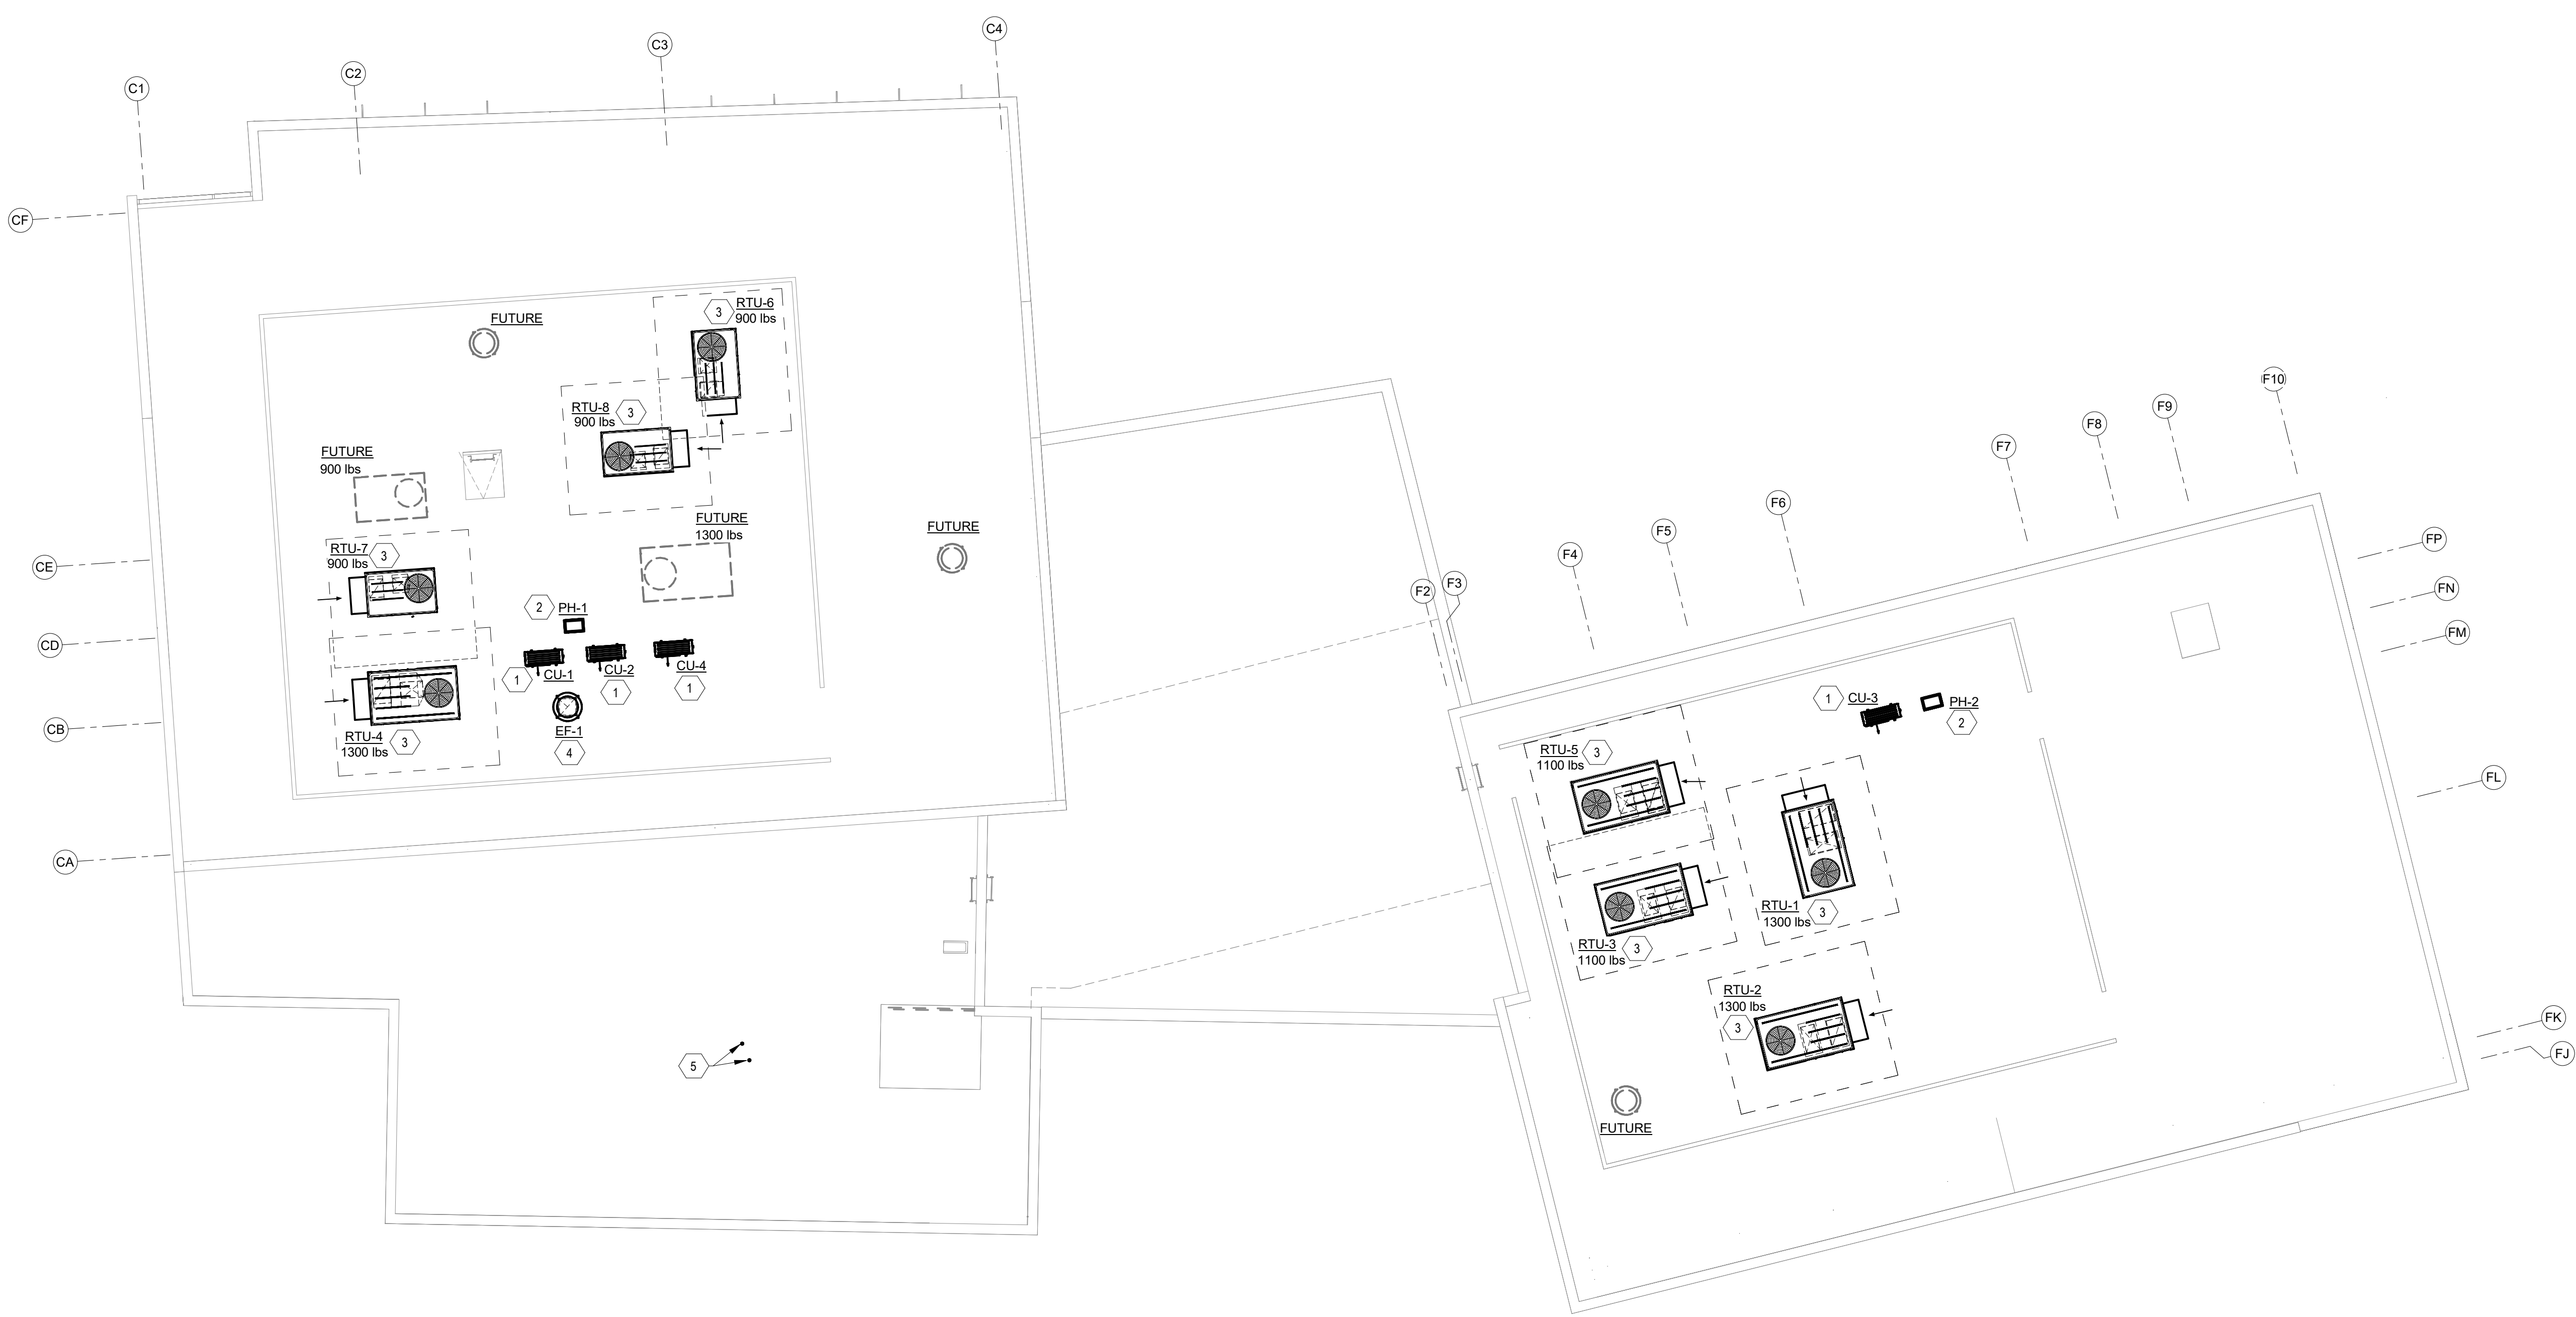 C1
C2
C3
C4
CF
CE
CD
CB
CA
FUTURE
3
RTU-6
900 lbs
RTU-8
900 lbs
3
FUTURE
900 lbs
FUTURE
1300 lbs
FUTURE
RTU-7
900 lbs
3
2
PH-1
1
CU-1
CU-2
1
CU-4
1
RTU-4
1300 lbs
3
EF-1
4
5
F2
F3
F4
F5
F6
F7
F8
F9
F10
FP
FN
FM
FL
FK
FJ
1
CU-3
PH-2
2
RTU-5
1100 lbs
3
RTU-1
1300 lbs
3
RTU-3
1100 lbs
3
RTU-2
1300 lbs
3
FUTURE